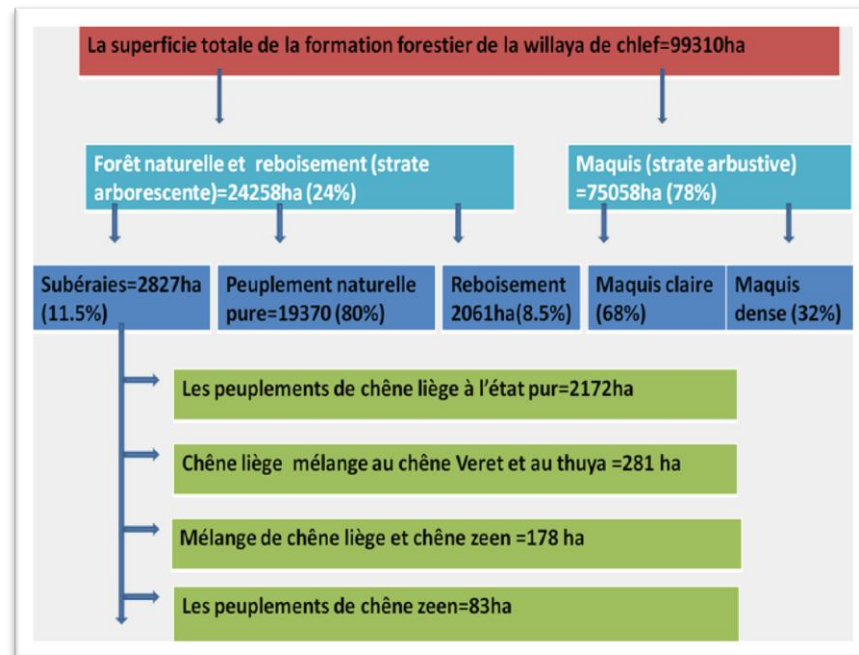 La superficie totale de la formation forestier de la willaya de chlef=99310ha
Forêt naturelle et reboisement (strate
arborescente)=24258ha (24%)
Maquis (strate arbustive)
=75058ha (78%)
Subéraies=2827ha
(11.5%)
Peuplement naturelle
pure=19370 (80%)
Reboisement
2061ha(8.5%)
Maquis claire
(68%)
Maquis
dense (32%)
Les peuplements de chêne liège à l'état pur=2172ha
Chêne liège mélange au chêne Veret et au thuya =281 ha
Mélange de chêne liège et chêne zeen =178 ha
Les peuplements de chêne zeen=83ha